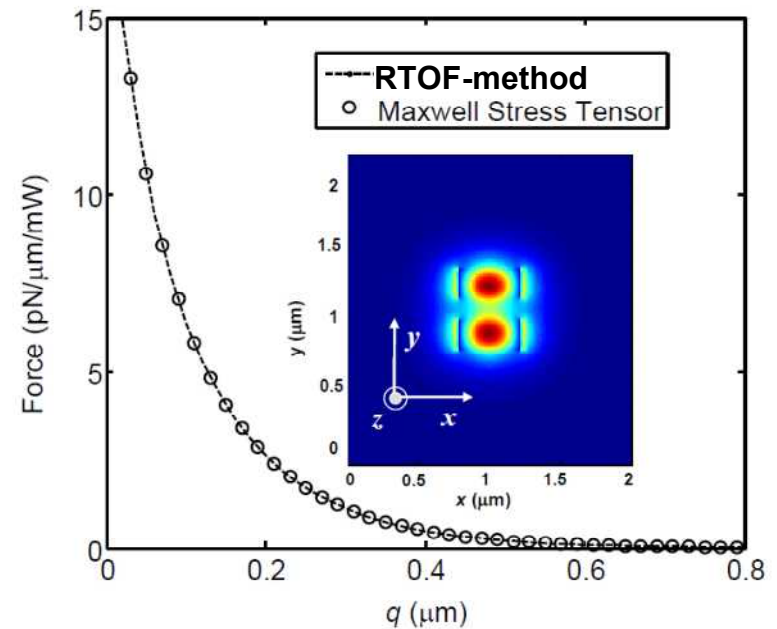 15
10
5
0
Force (pN/μm/mW)
RTOF-method
Maxwell Stress Tensor
2
1.5
1
0.5
0
y (μm)
y
z
x
0 0.5 1 1.5 2
x (μm)
0 0.2 0.4 0.6 0.8
q (μm)